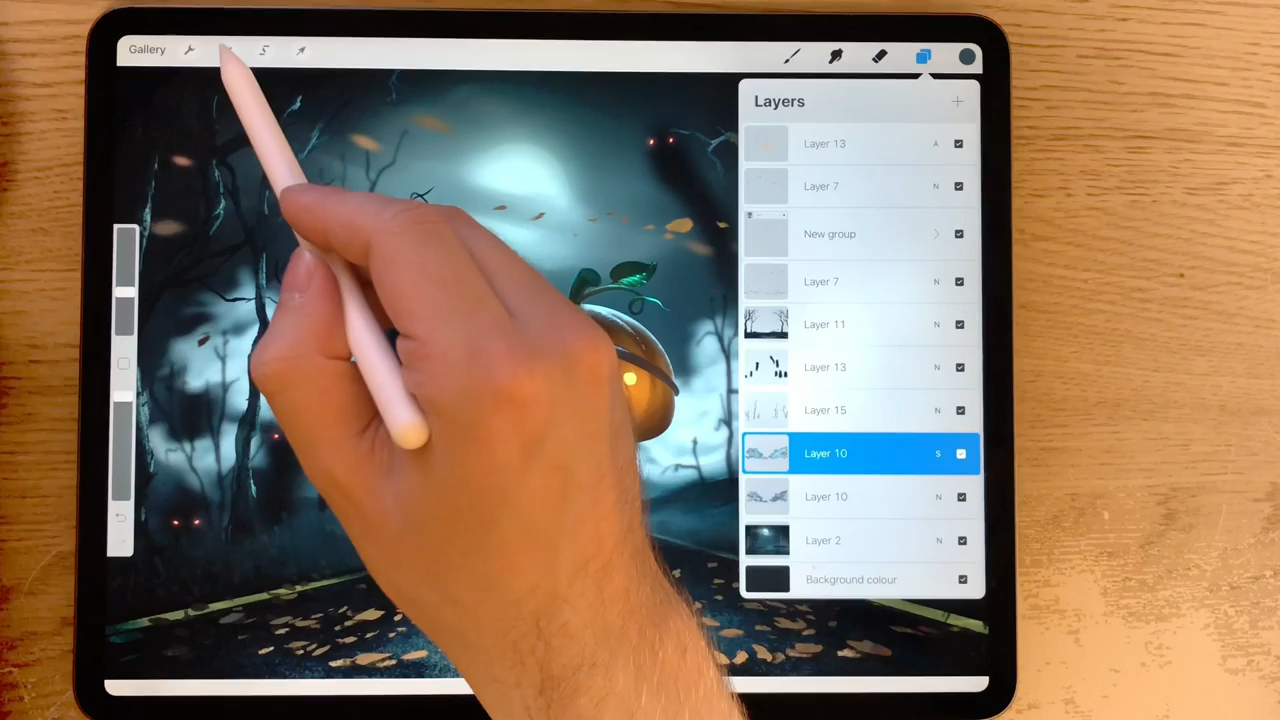 Gallery
Layers
Layer 13 A
Layer 7 N
New group
Layer 7 N
Layer 11 N
Layer 13 N
Layer 15 N
Layer 10 S
Layer 10 N
Layer 2 N
Background colour